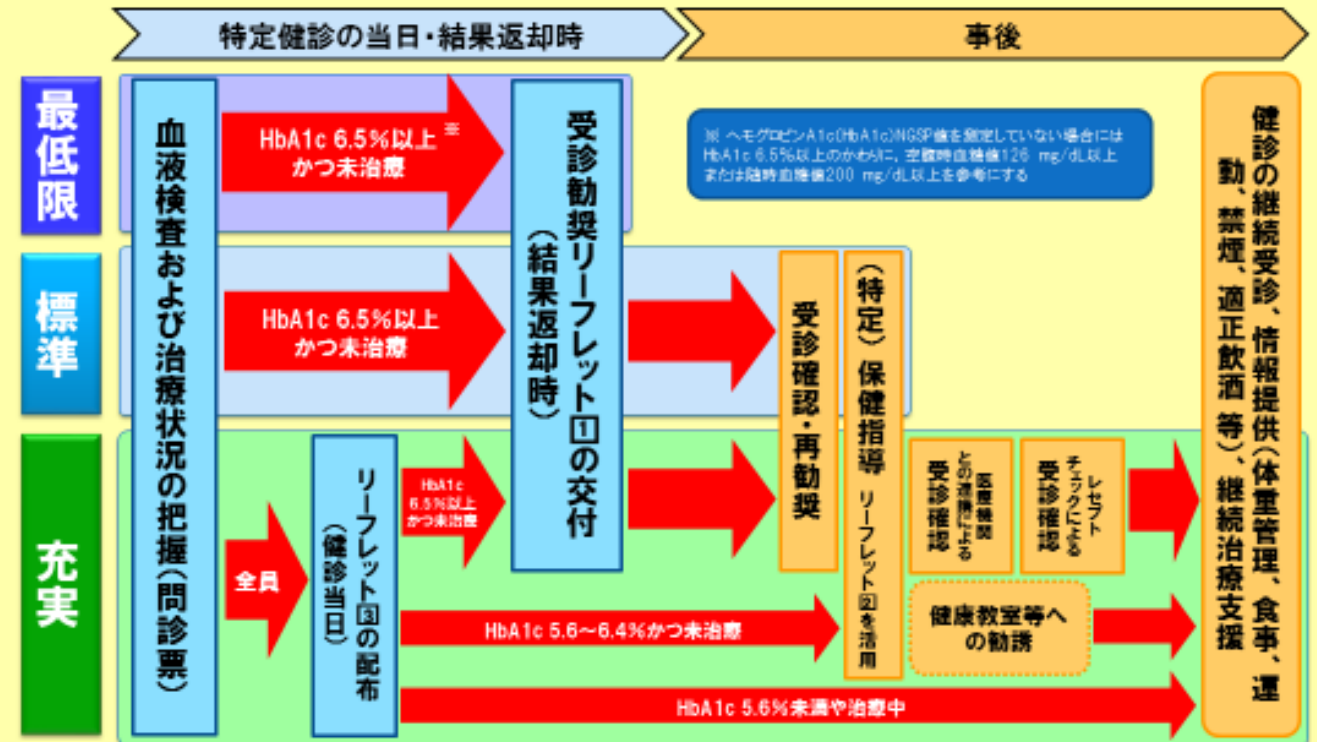 特定健診の当日・結果返却時
事後
最低限
標準
充実
血液検査および治療状況の把握(問診票)
HbA1c 6.5%以上※
かつ未治療
受診勧奨リーフレット1の交付
(結果返却時)
※ ヘモグロビンA1c(HbA1c)NGSP値を測定していない場合には
HbA1c 6.5%以上のかわりに、空腹時血糖値126 mg/dL以上
または随時血糖値200 mg/dL以上を参考にする
HbA1c 6.5%以上
かつ未治療
受診確認・再勧奨
(特定)保健指導 リーフレット2を活用
全員
リーフレット3の配布
(健診当日)
HbA1c
6.5%以上
かつ未治療
医療機関
との連携による
受診確認
レセプト
チェックによる
受診確認
HbA1c 5.6~6.4%かつ未治療
健康教室等へ
の勧誘
HbA1c 5.6%未満や治療中
健診の継続受診、情報提供(体重管理、食事、運
動、禁煙、適正飲酒 等)、継続治療支援